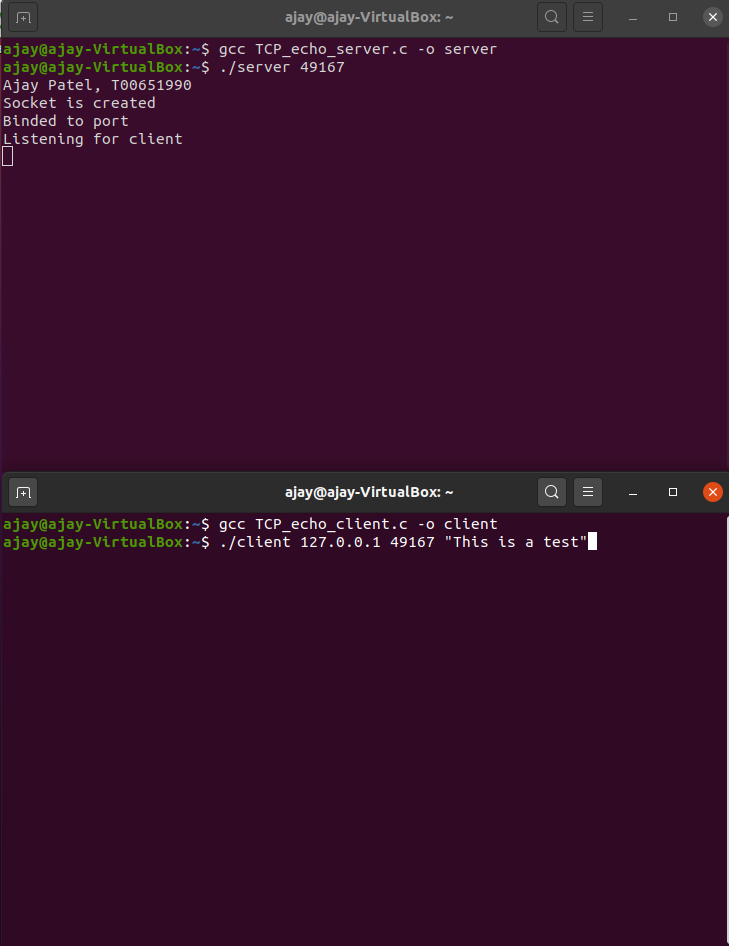 ajay@ajay-VirtualBox: ~
ajay@ajay-VirtualBox:~$ gcc TCP_echo_server.c -o server
ajay@ajay-VirtualBox:~$ ./server 49167
Ajay Patel, T00651990
Socket is created
Binded to port
Listening for client
ajay@ajay-VirtualBox: ~
ajay@ajay-VirtualBox:~$ gcc TCP_echo_client.c -o client
ajay@ajay-VirtualBox:~$ ./client 127.0.0.1 49167 "This is a test"